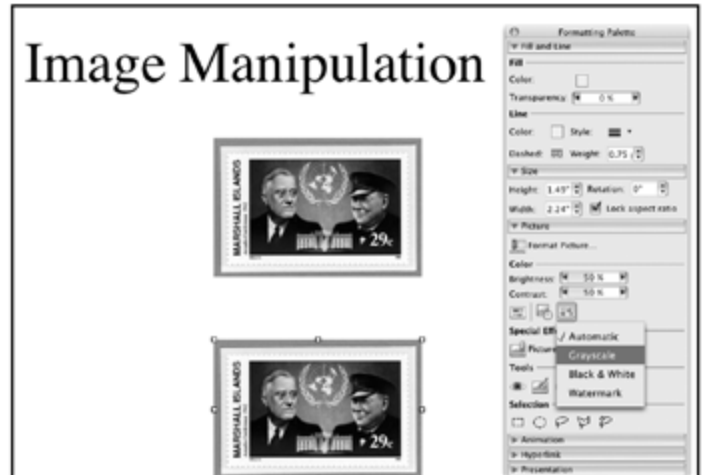 Image Manipulation
MARSHALL ISLANDS
29c
MARSHALL ISLANDS
29c
Formatting Palette
Fill and Line
Fill
Color:
Transparency: 0 %
Line
Color: Style:
Dashed: Weight: 0.75
Size
Height: 1.49" Rotation: 0°
Width: 2.24" Lock aspect ratio
Picture
Format Picture...
Color
Brightness: 50 %
Contrast: 50 %
Automatic
Grayscale
Black & White
Watermark
Special
Picture
Tools
Selection
Animation
Hyperlink
Presentation